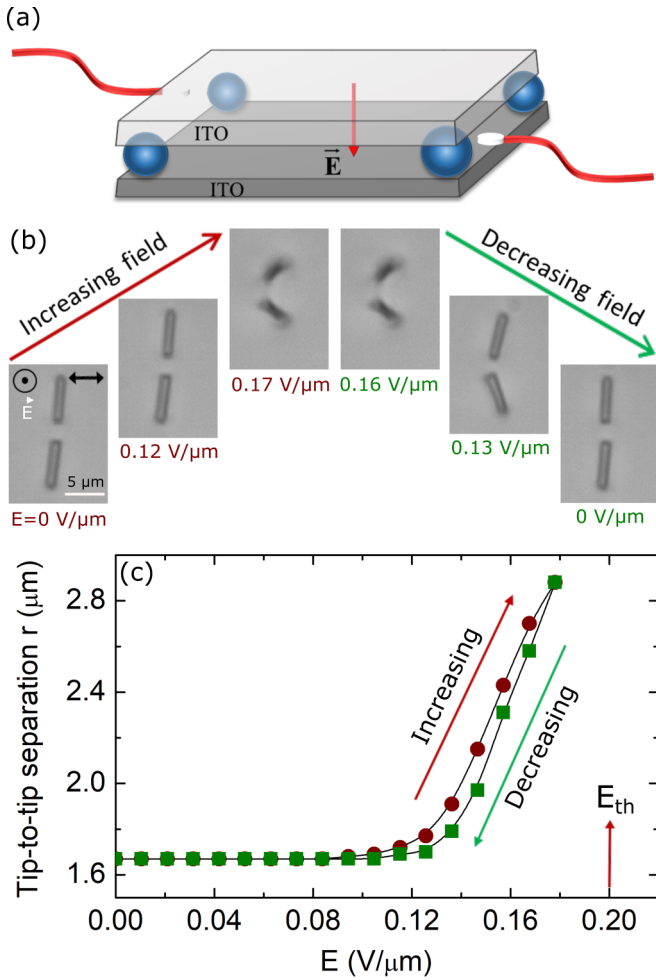 (a)
ITO
E
ITO
(b)
Increasing field
Decreasing field
E
5 μm
E=0 V/μm
0.12 V/μm
0.17 V/μm
0.16 V/μm
0.13 V/μm
0 V/μm
(c)
Tip-to-tip separation r (μm)
2.8
2.4
2.0
1.6
Increasing
Decreasing
E_th
0.00
0.04
0.08
0.12
0.16
0.20
E (V/μm)